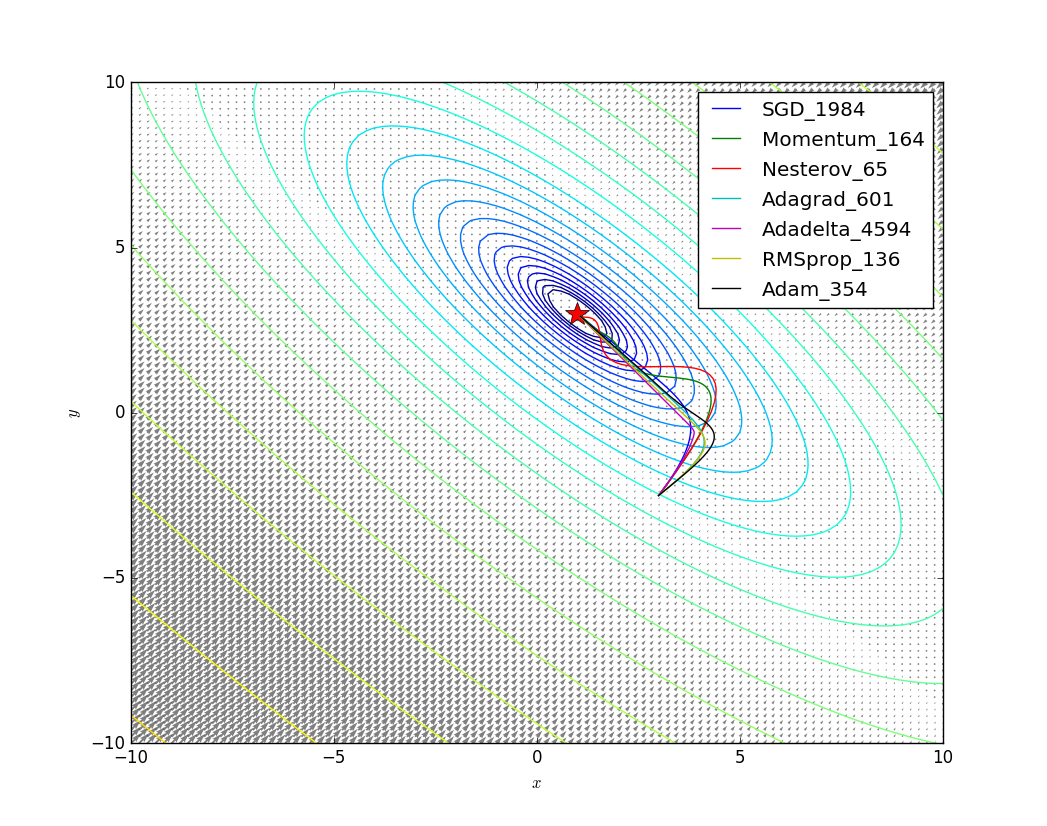 10
5
0
−5
−10
y
−10
−5
0
5
10
x
SGD_1984
Momentum_164
Nesterov_65
Adagrad_601
Adadelta_4594
RMSprop_136
Adam_354